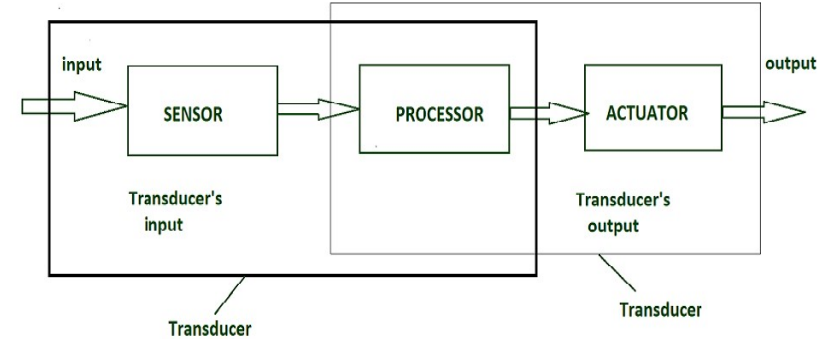 input
output
SENSOR
PROCESSOR
ACTUATOR
Transducer's
input
Transducer's
output
Transducer
Transducer